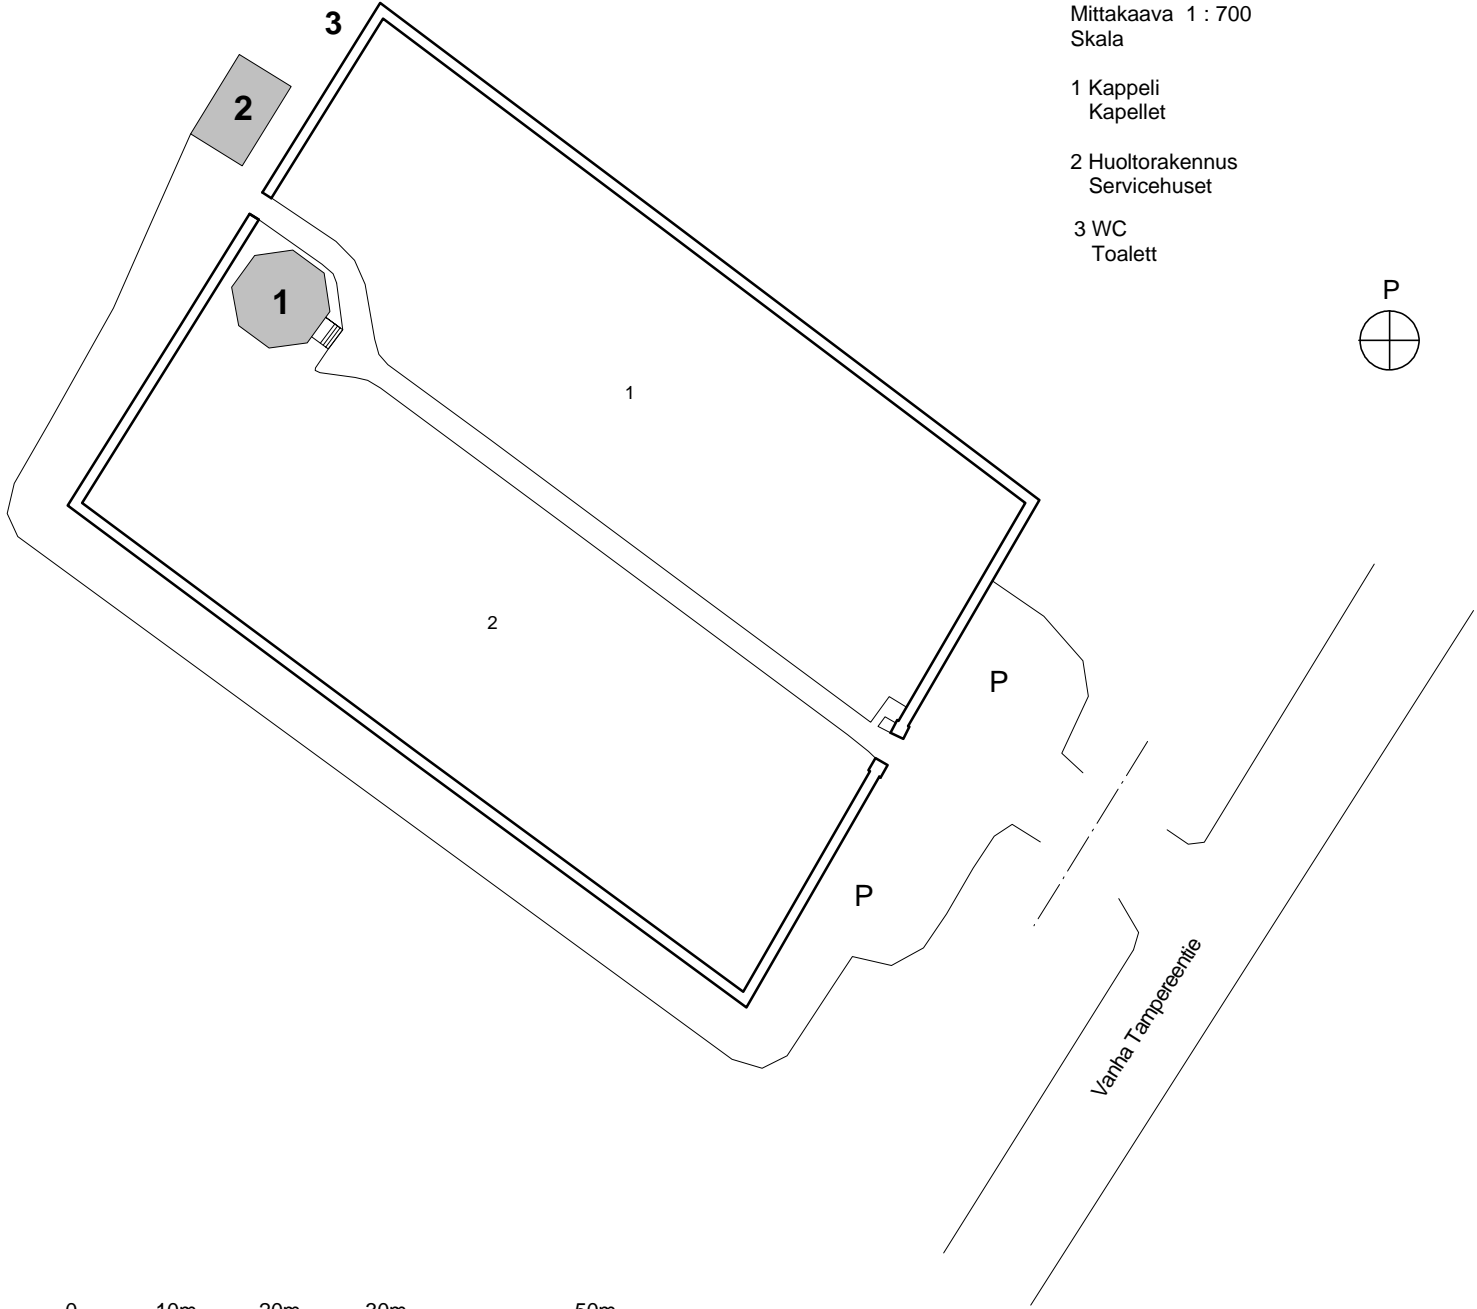 3
Mittakaava 1 : 700
Skala
2
1 Kappeli
Kapellet
2 Huoltorakennus
Servicehuset
3 WC
Toalett
P
1
1
2
P
P
Vanha Tampereentie
0 10m 20m 30m 50m